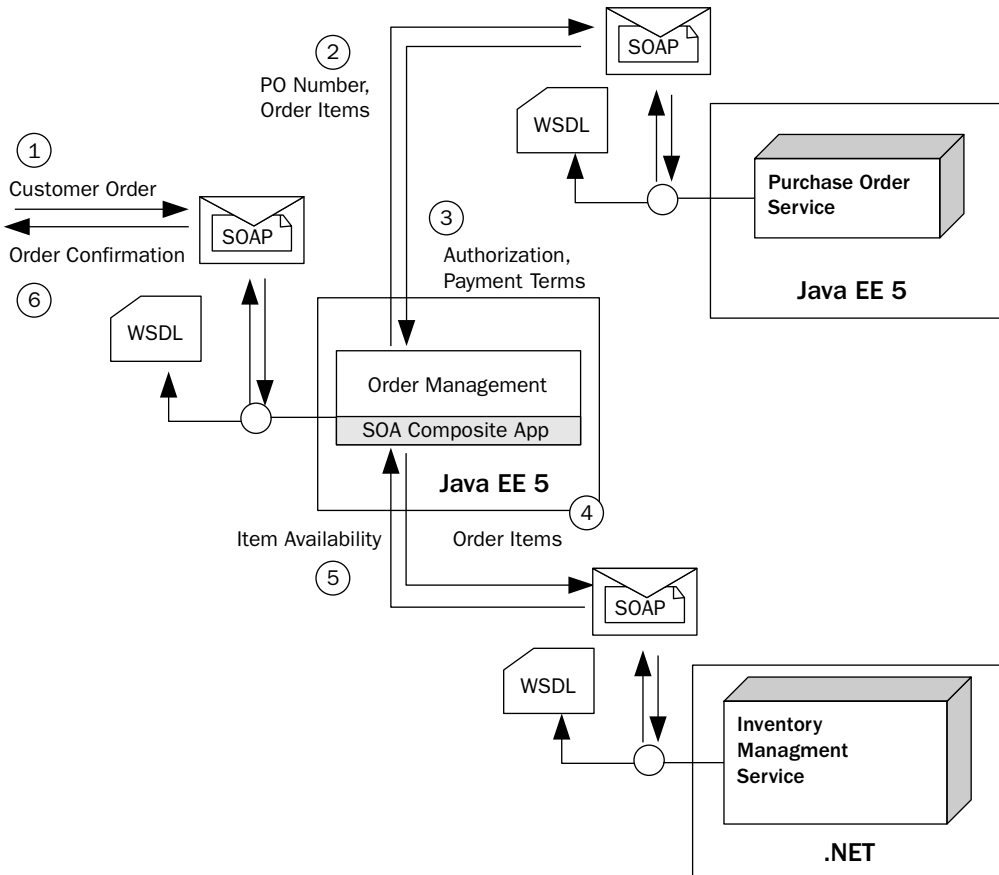 2
PO Number,
Order Items
SOAP
WSDL
Purchase Order
Service
Java EE 5
1
Customer Order
SOAP
Order Confirmation
6
WSDL
3
Authorization,
Payment Terms
Order Management
SOA Composite App
Java EE 5
4
Item Availability
5
Order Items
SOAP
WSDL
Inventory
Managment
Service
.NET